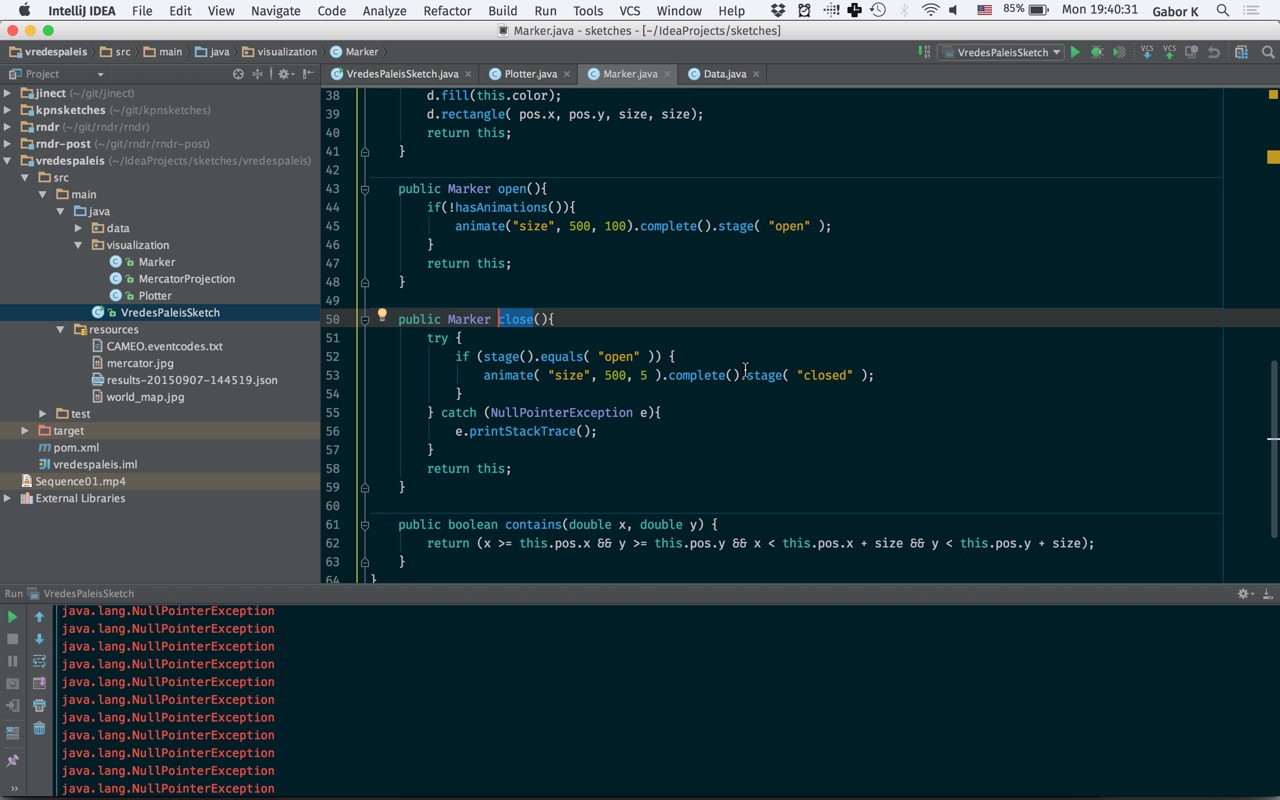 IntelliJ IDEA File Edit View Navigate Code Analyze Refactor Build Run Tools VCS Window Help 85% Mon 19:40:31 Gabor K
Marker.java - sketches - [~/IdeaProjects/sketches]
vredespaleis src main java visualization Marker VredesPaleisSketch VCS VCS
Project VredesPaleisSketch.java Plotter.java Marker.java Data.java
jinect (~/git/jinect)
kpnsketches (~/git/kpnsketches)
rndr (~/git/rndr/rndr)
rndr-post (~/git/rndr/rndr-post)
vredespaleis (~/IdeaProjects/sketches/vredespaleis)
src
main
java
data
visualization
Marker
MercatorProjection
Plotter
VredesPaleisSketch
resources
CAMEO.eventcodes.txt
mercator.jpg
results-20150907-144519.json
world_map.jpg
test
target
pom.xml
vredespaleis.iml
Sequence01.mp4
External Libraries
38 d.fill(this.color);
39 d.rectangle( pos.x, pos.y, size, size);
40 return this;
41 }
42
43 public Marker open(){
44 if(!hasAnimations()){
45 animate("size", 500, 100).complete().stage( "open" );
46 }
47 return this;
48 }
49
50 public Marker close(){
51 try {
52 if (stage().equals( "open" )) {
53 animate( "size", 500, 5 ).complete().stage( "closed" );
54 }
55 } catch (NullPointerException e){
56 e.printStackTrace();
57 }
58 return this;
59 }
60
61 public boolean contains(double x, double y) {
62 return (x >= this.pos.x && y >= this.pos.y && x < this.pos.x + size && y < this.pos.y + size);
63 }
64 }
Run VredesPaleisSketch
java.lang.NullPointerException
java.lang.NullPointerException
java.lang.NullPointerException
java.lang.NullPointerException
java.lang.NullPointerException
java.lang.NullPointerException
java.lang.NullPointerException
java.lang.NullPointerException
java.lang.NullPointerException
java.lang.NullPointerException
java.lang.NullPointerException